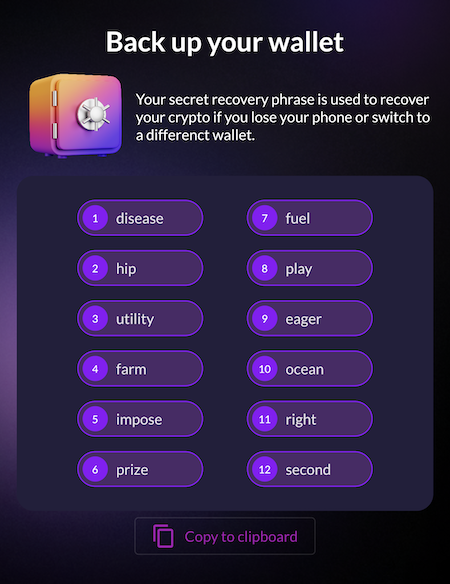 Back up your wallet
Your secret recovery phrase is used to recover
your crypto if you lose your phone or switch to
a differenct wallet.
1 disease
2 hip
3 utility
4 farm
5 impose
6 prize
7 fuel
8 play
9 eager
10 ocean
11 right
12 second
Copy to clipboard